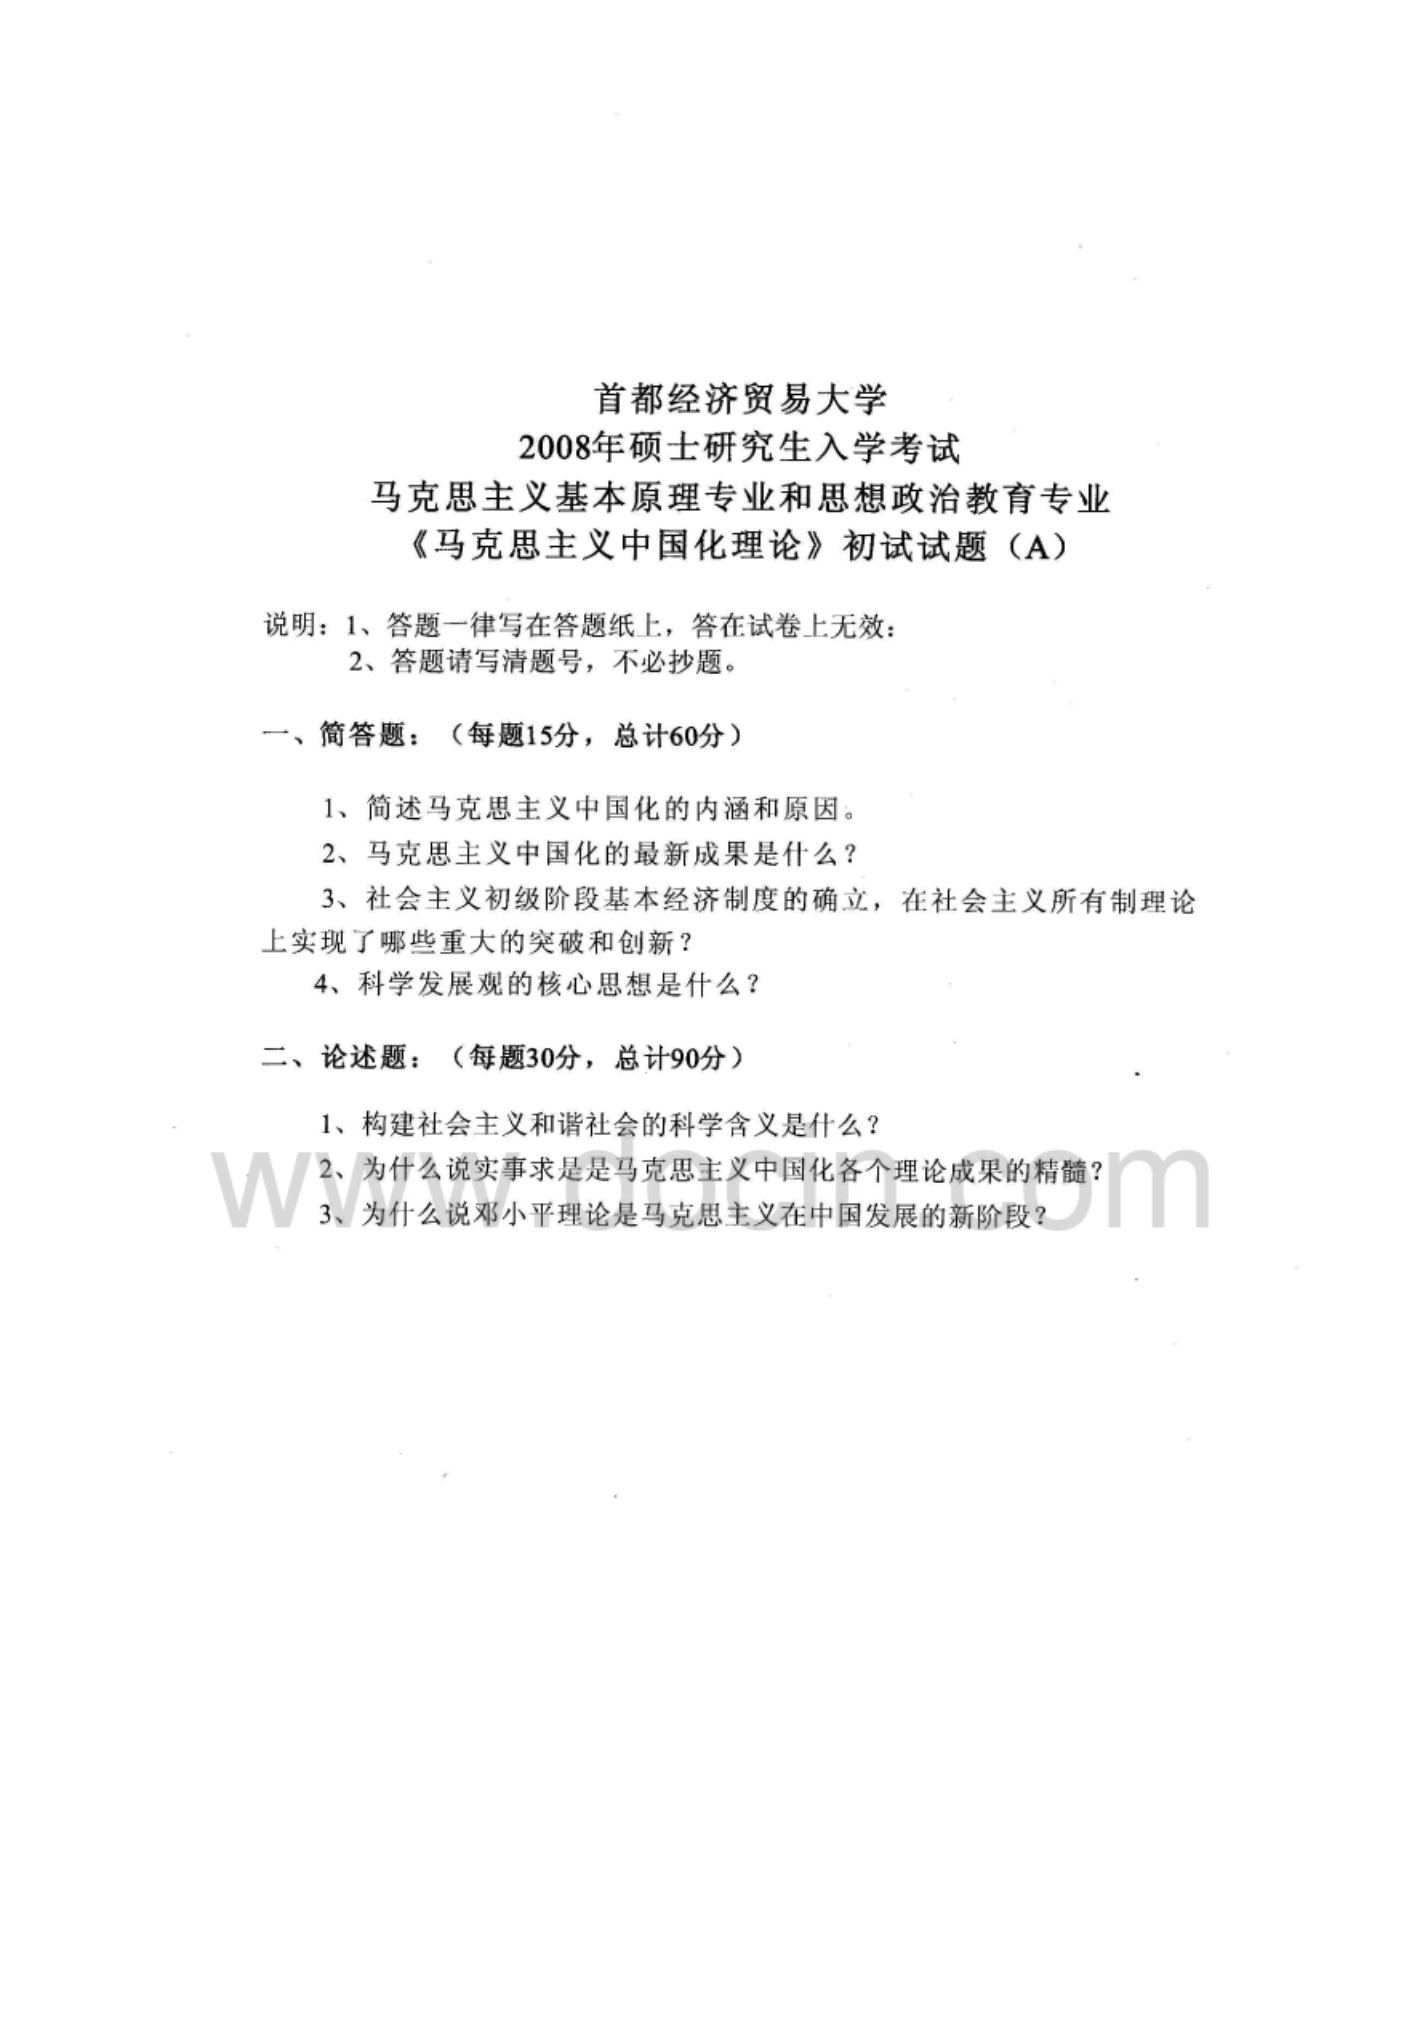 首都经济贸易大学
2008年硕士研究生入学考试
马克思主义基本原理专业和思想政治教育专业
《马克思主义中国化理论》初试试题（A）
说明：1、答题一律写在答题纸上，答在试卷上无效；
2、答题请写清题号，不必抄题。
一、简答题：（每题15分，总计60分）
1、简述马克思主义中国化的内涵和原因。
2、马克思主义中国化的最新成果是什么？
3、社会主义初级阶段基本经济制度的确立，在社会主义所有制理论
上实现了哪些重大的突破和创新？
4、科学发展观的核心思想是什么？
二、论述题：（每题30分，总计90分）
1、构建社会主义和谐社会的科学含义是什么？
2、为什么说实事求是是马克思主义中国化各个理论成果的精髓？
3、为什么说邓小平理论是马克思主义在中国发展的新阶段？
www.docin.com